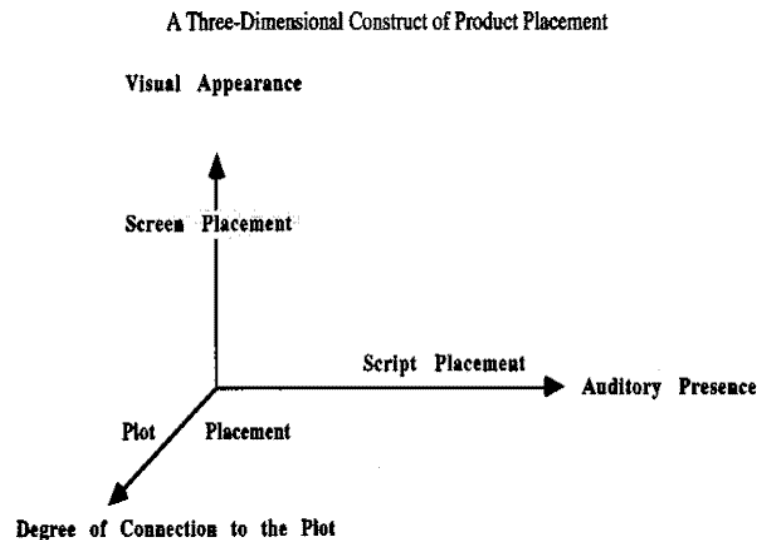 A Three-Dimensional Construct of Product Placement
Visual Appearance
Screen Placement
Script Placement
Auditory Presence
Plot Placement
Degree of Connection to the Plot